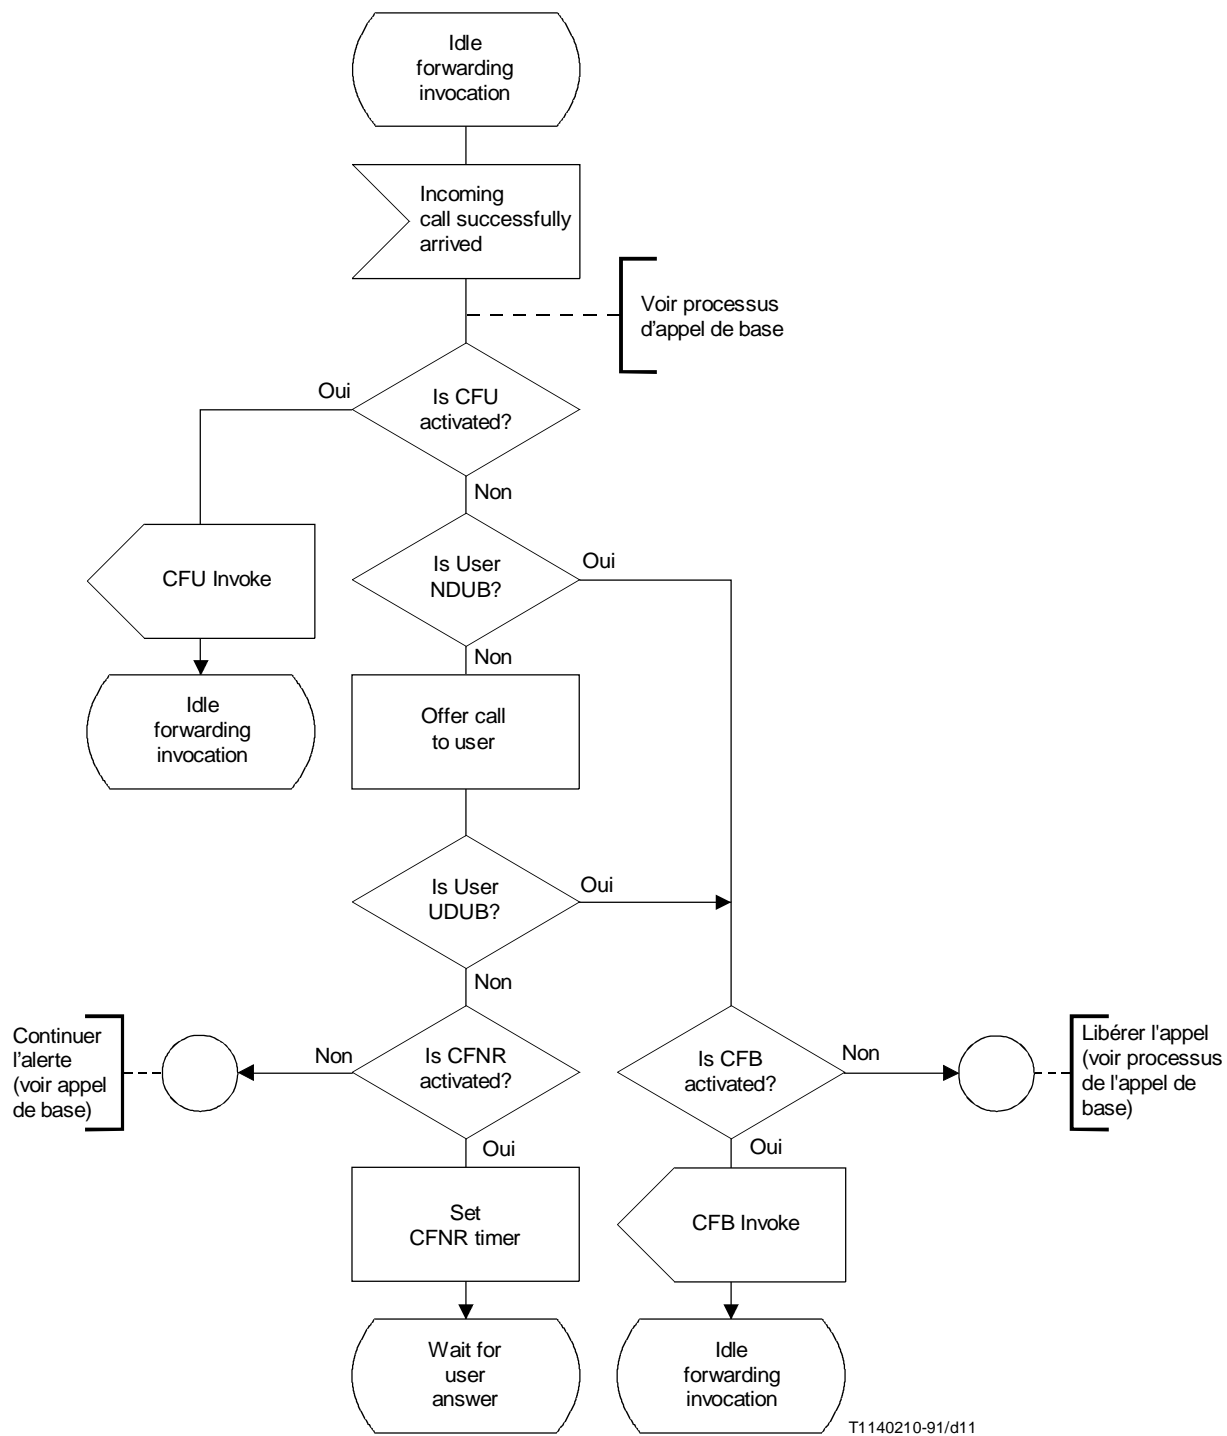 Idle
forwarding
invocation
Incoming
call successfully
arrived
Voir processus
d'appel de base
Oui
Is CFU
activated?
Non
CFU Invoke
Is User
NDUB?
Oui
Non
Idle
forwarding
invocation
Offer call
to user
Is User
UDUB?
Oui
Non
Continuer
l'alerte
(voir appel
de base)
Non
Is CFNR
activated?
Oui
Is CFB
activated?
Non
Libérer l'appel
(voir processus
de l'appel de
base)
Oui
Set
CFNR timer
CFB Invoke
Wait for
user
answer
Idle
forwarding
invocation
T1140210-91/d11